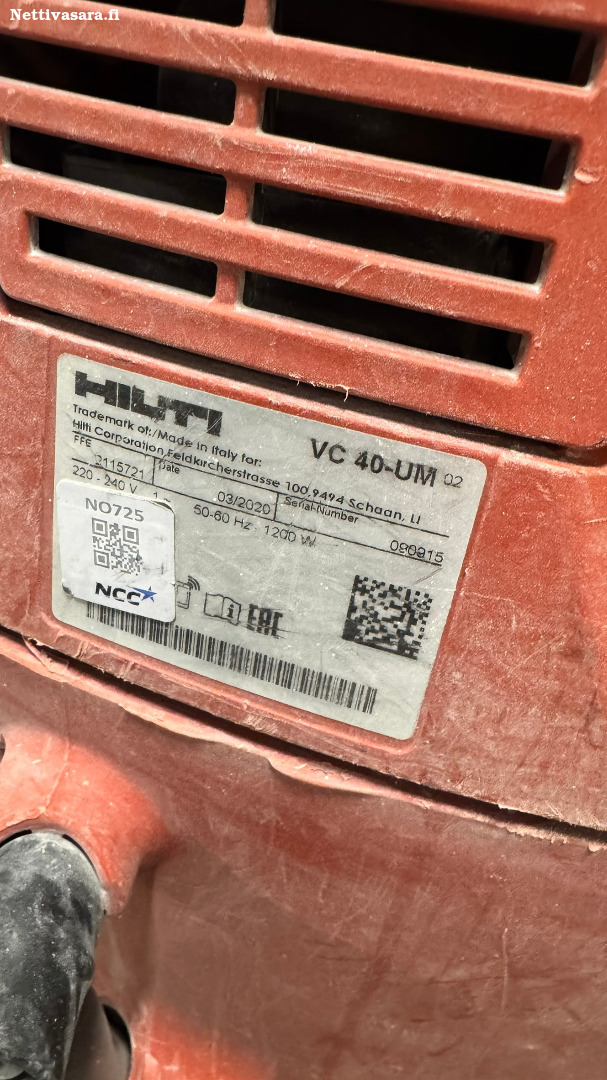 Nettivasara.fi
HILTI
Trademark of:/Made in Italy for:
Hilti Corporation,Feldkircherstrasse 100,9494 Schaan, LI
VC 40-UM 02
FFE 2115721 Date 03/2020 Serial-Number
220 - 240 V 50-60 Hz 1200 W
NO725
NCC
EAC